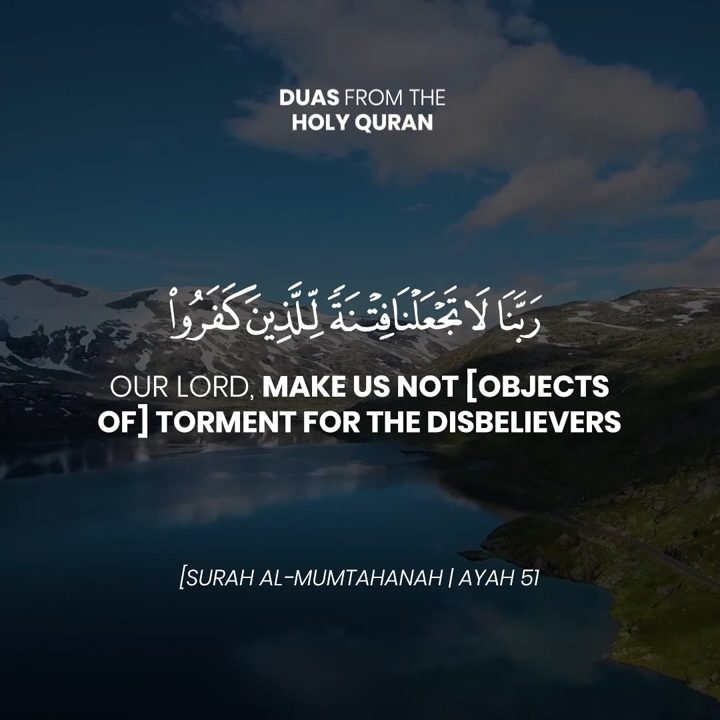 DUAS FROM THE
HOLY QURAN
رَبَّنَا لَا تَجْعَلْنَا فِتْنَةً لِّلَّذِينَ كَفَرُوا۟
OUR LORD, MAKE US NOT [OBJECTS
OF] TORMENT FOR THE DISBELIEVERS
[SURAH AL-MUMTAHANAH | AYAH 51